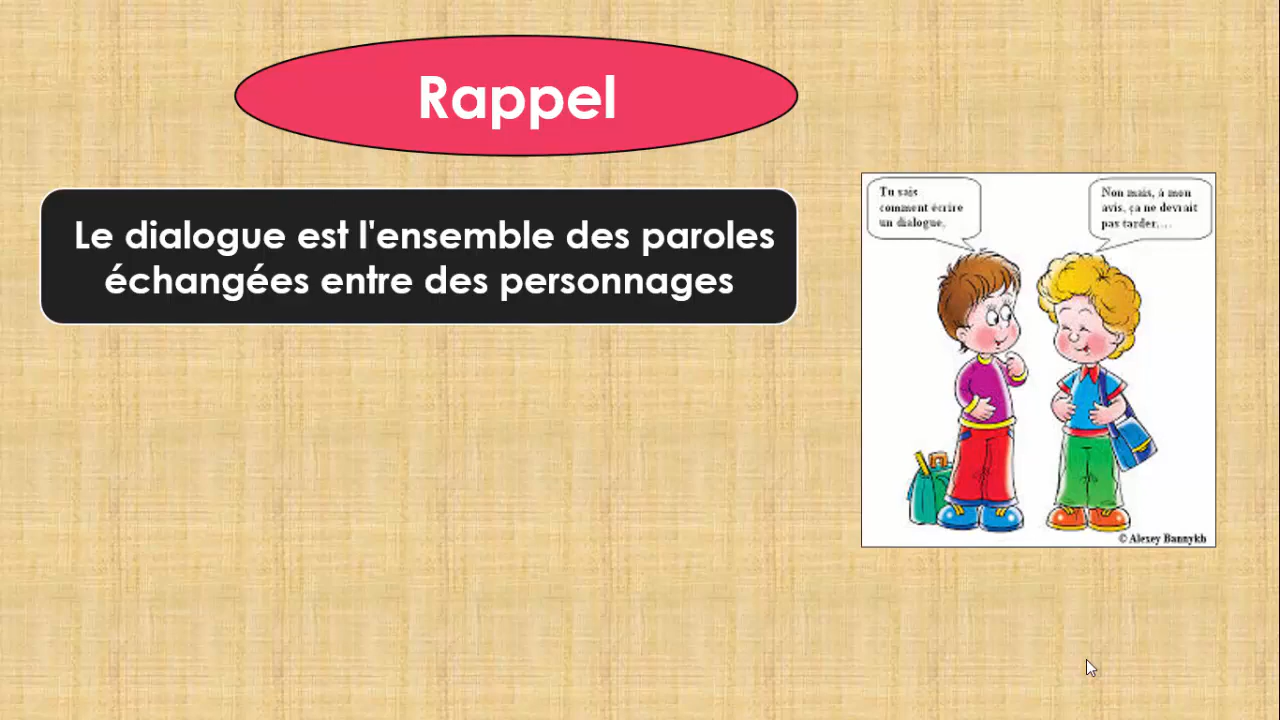 Rappel
Le dialogue est l'ensemble des paroles
échangées entre des personnages
Tu sais
comment écrire
un dialogue,
Non mais, à mon
avis, ça ne devrait
pas tarder,...
© Alexey Bannykh